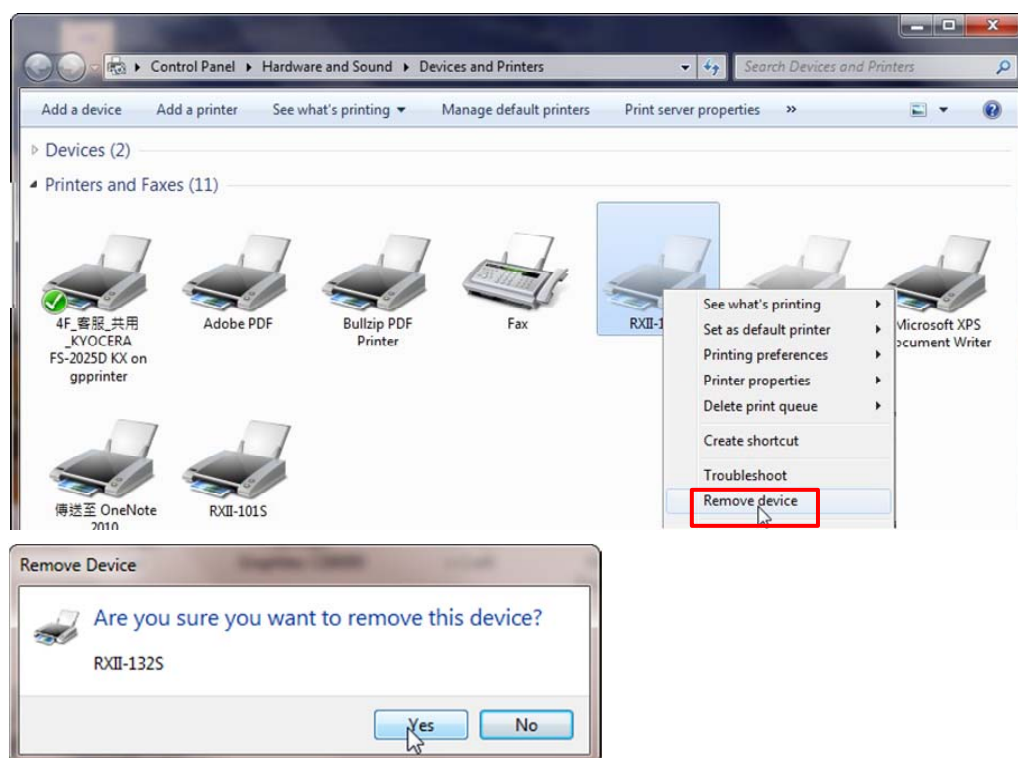 Control Panel ▸ Hardware and Sound ▸ Devices and Printers
Search Devices and Printers
Add a device Add a printer See what's printing Manage default printers Print server properties »
Devices (2)
Printers and Faxes (11)
4F_客服_共用
_KYOCERA
FS-2025D KX on
gpprinter
Adobe PDF
Bullzip PDF
Printer
Fax
RXII-1
Microsoft XPS
ocument Writer
See what's printing
Set as default printer
Printing preferences
Printer properties
Delete print queue
Create shortcut
Troubleshoot
Remove device
傳送至 OneNote
2010
RXII-101S
Remove Device
Are you sure you want to remove this device?
RXII-132S
Yes No